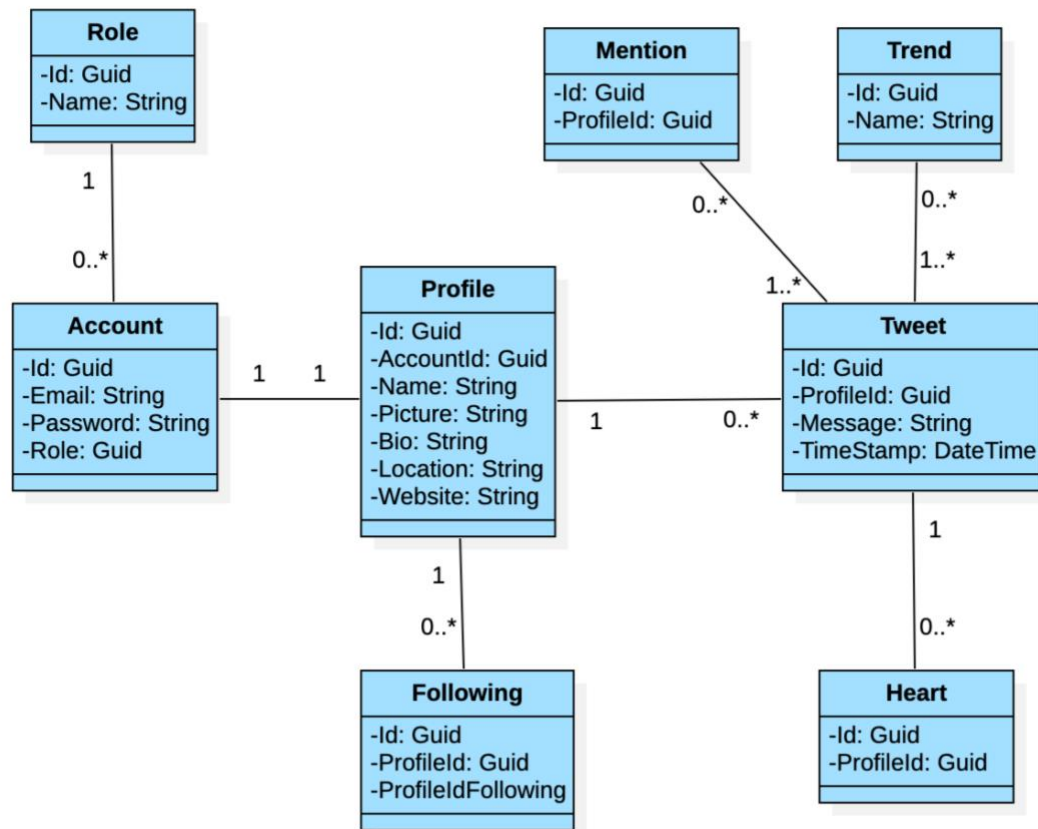 Role
-Id: Guid
-Name: String
Mention
-Id: Guid
-ProfileId: Guid
Trend
-Id: Guid
-Name: String
1
0..*
0..*
1..*
0..*
1..*
Account
-Id: Guid
-Email: String
-Password: String
-Role: Guid
1
1
Profile
-Id: Guid
-AccountId: Guid
-Name: String
-Picture: String
-Bio: String
-Location: String
-Website: String
1
0..*
Tweet
-Id: Guid
-ProfileId: Guid
-Message: String
-TimeStamp: DateTime
1
0..*
1
0..*
Following
-Id: Guid
-ProfileId: Guid
-ProfileIdFollowing
Heart
-Id: Guid
-ProfileId: Guid